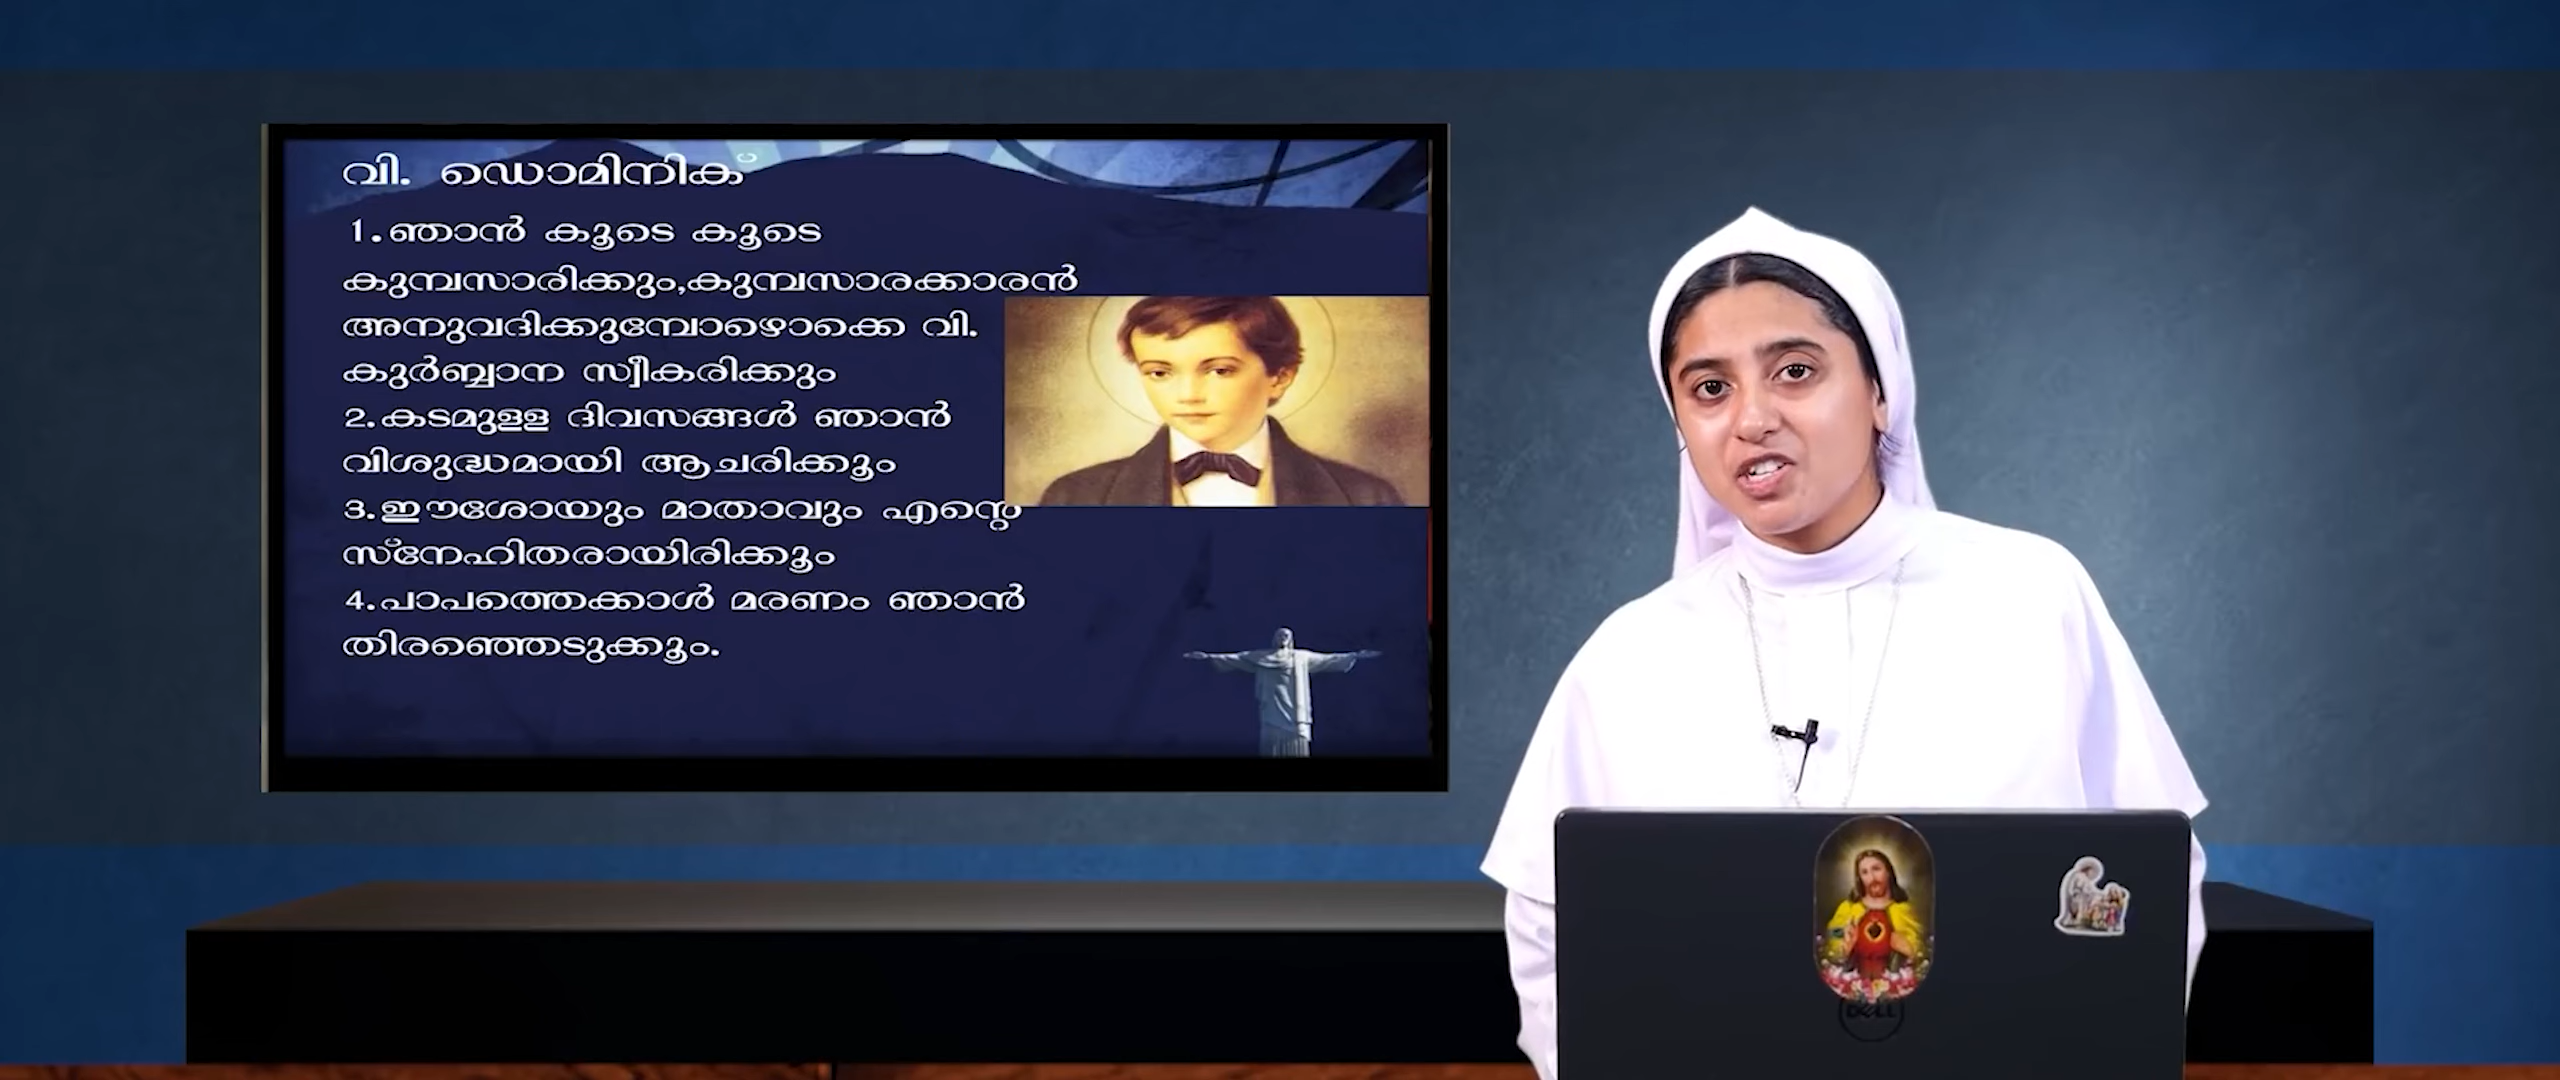 വി. ഡൊമിനിക്
1.ഞാൻ കൂടെ കൂടെ
കുമ്പസാരിക്കും,കുമ്പസാരക്കാരൻ
അനുവദിക്കുമ്പോഴൊക്കെ വി.
കുർബ്ബാന സ്വീകരിക്കും
2.കടമുള്ള ദിവസങ്ങൾ ഞാൻ
വിശുദ്ധമായി ആചരിക്കൂം
3.ഈശോയും മാതാവും എന്റെ
സ്നേഹിതരായിരിക്കൂം
4.പാപത്തെക്കാൾ മരണം ഞാൻ
തിരഞ്ഞെടുക്കൂം.
DELL